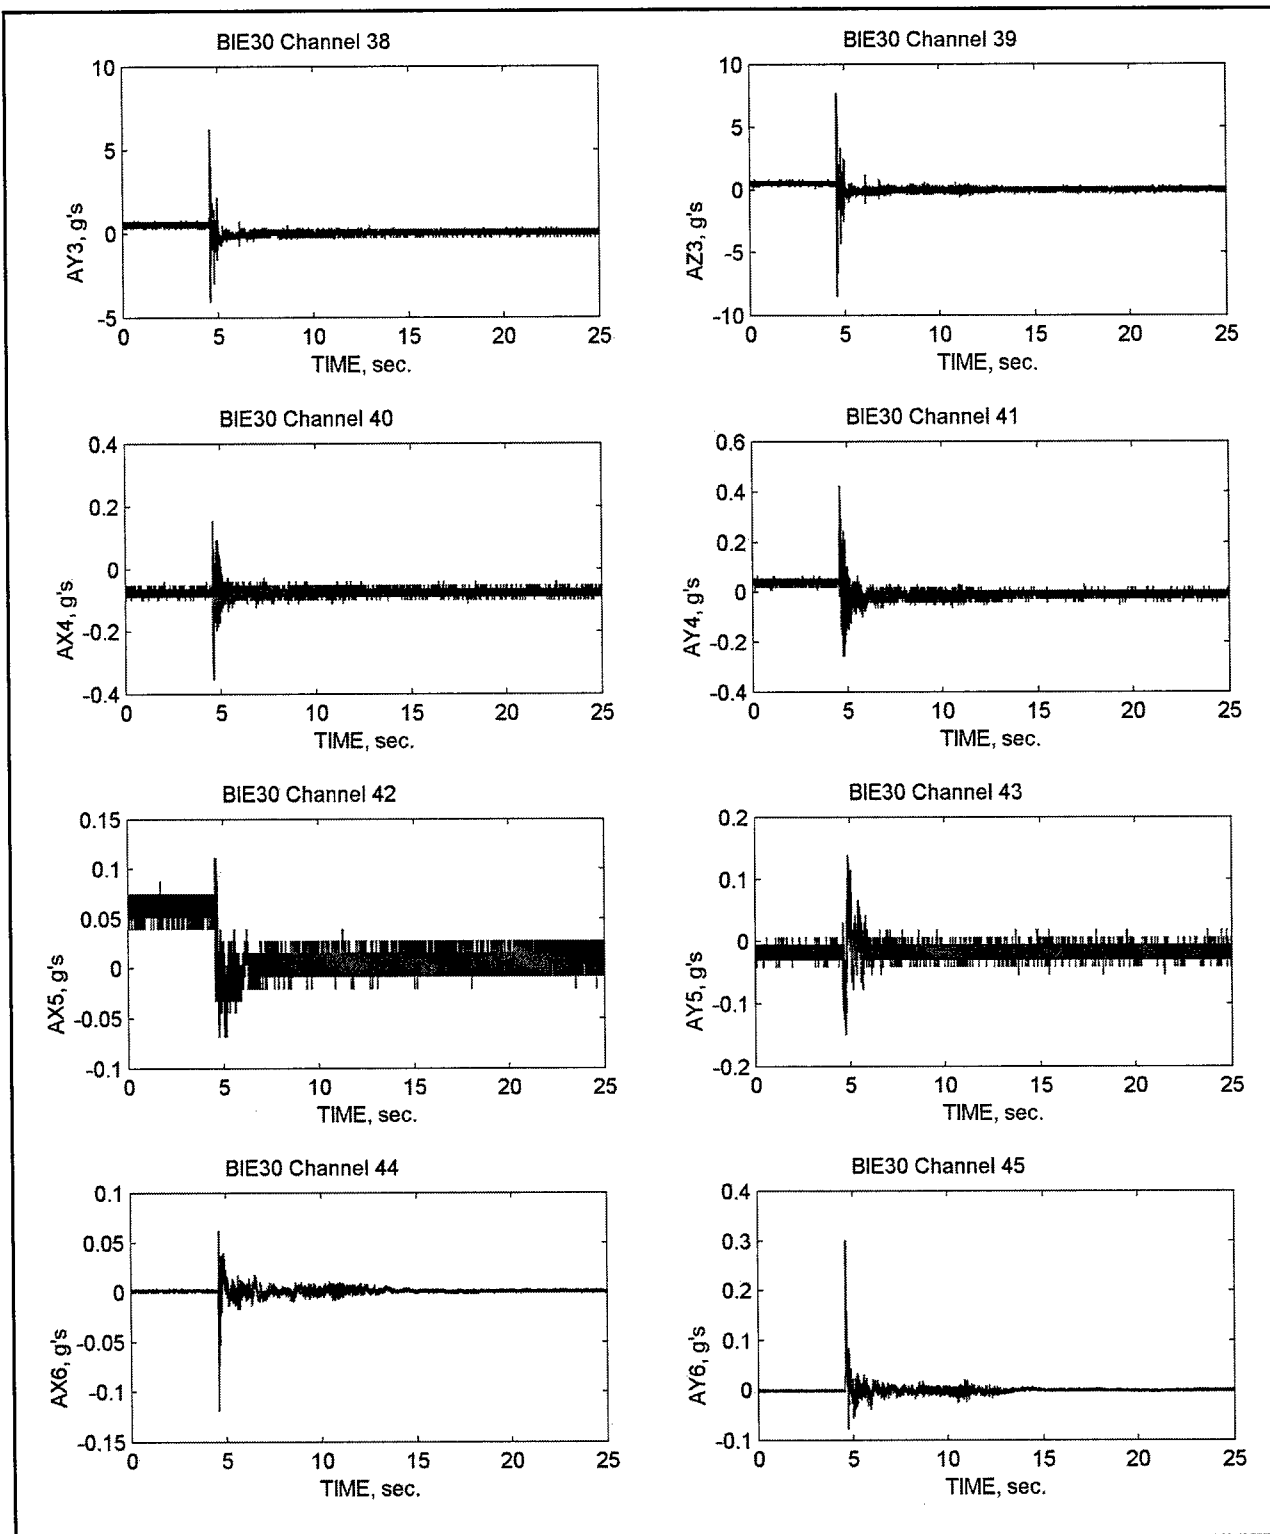 BIE30 Channel 38
10
5
0
-5
AY3, g's
0 5 10 15 20 25
TIME, sec.
BIE30 Channel 39
10
5
0
-5
-10
AZ3, g's
0 5 10 15 20 25
TIME, sec.
BIE30 Channel 40
0.4
0.2
0
-0.2
-0.4
AX4, g's
0 5 10 15 20 25
TIME, sec.
BIE30 Channel 41
0.6
0.4
0.2
0
-0.2
-0.4
AY4, g's
0 5 10 15 20 25
TIME, sec.
BIE30 Channel 42
0.15
0.1
0.05
0
-0.05
-0.1
AX5, g's
0 5 10 15 20 25
TIME, sec.
BIE30 Channel 43
0.2
0.1
0
-0.1
-0.2
AY5, g's
0 5 10 15 20 25
TIME, sec.
BIE30 Channel 44
0.1
0.05
0
-0.05
-0.1
-0.15
AX6, g's
0 5 10 15 20 25
TIME, sec.
BIE30 Channel 45
0.4
0.3
0.2
0.1
0
-0.1
AY6, g's
0 5 10 15 20 25
TIME, sec.